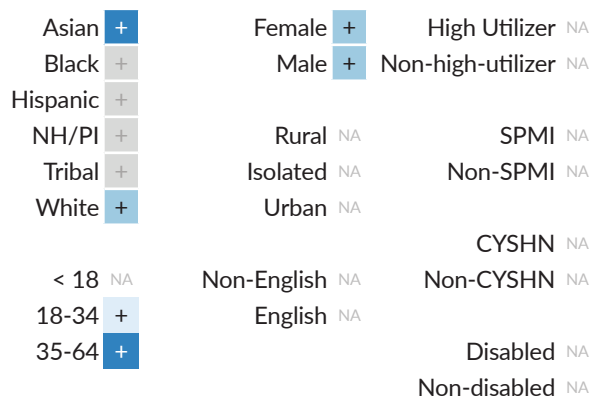 Asian + Female + High Utilizer NA
Black + Male + Non-high-utilizer NA
Hispanic +
NH/PI + Rural NA SPMI NA
Tribal + Isolated NA Non-SPMI NA
White + Urban NA
CYSHN NA
< 18 NA Non-English NA Non-CYSHN NA
18-34 + English NA
35-64 + Disabled NA
Non-disabled NA